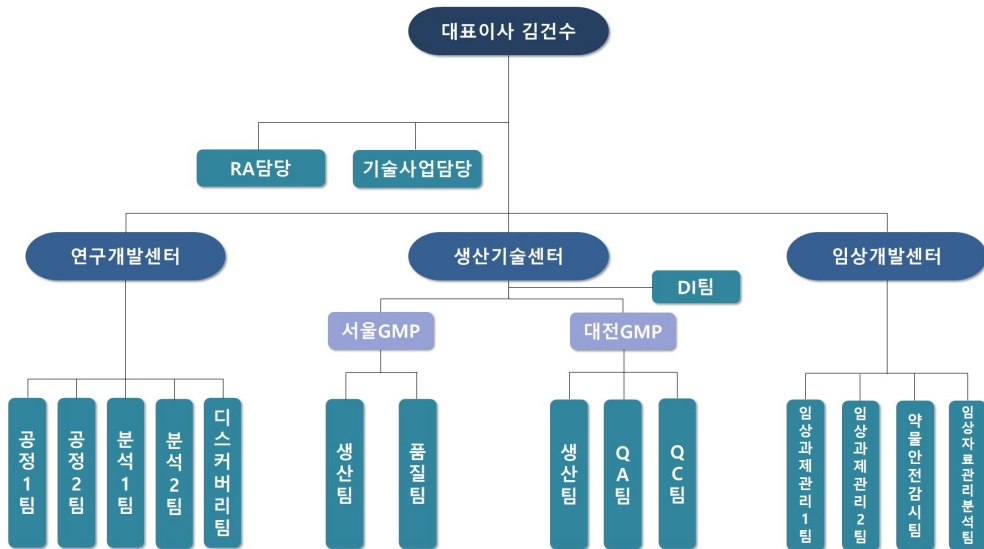 대표이사 김건수
RA담당
기술사업담당
연구개발센터
생산기술센터
임상개발센터
DI팀
서울GMP
대전GMP
공정1팀
공정2팀
분석1팀
분석2팀
디스커버리팀
생산팀
품질팀
생산팀
QA팀
QC팀
임상과제관리1팀
임상과제관리2팀
약물안전감시팀
임상자료관리분석팀